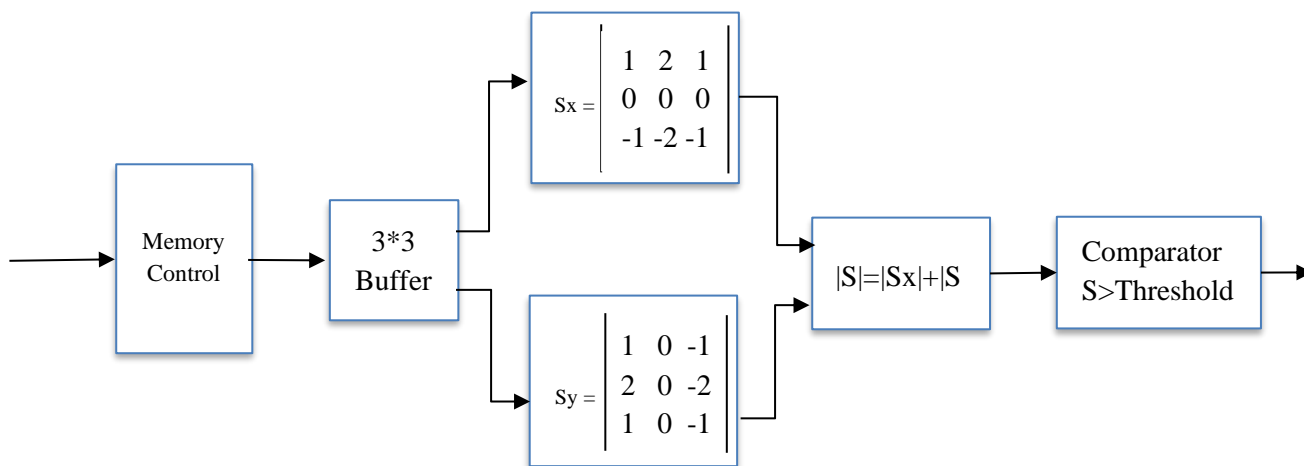 Memory
Control
3*3
Buffer
Sx =
1 2 1
0 0 0
-1 -2 -1
Sy =
1 0 -1
2 0 -2
1 0 -1
|S|=|Sx|+|S
Comparator
S>Threshold